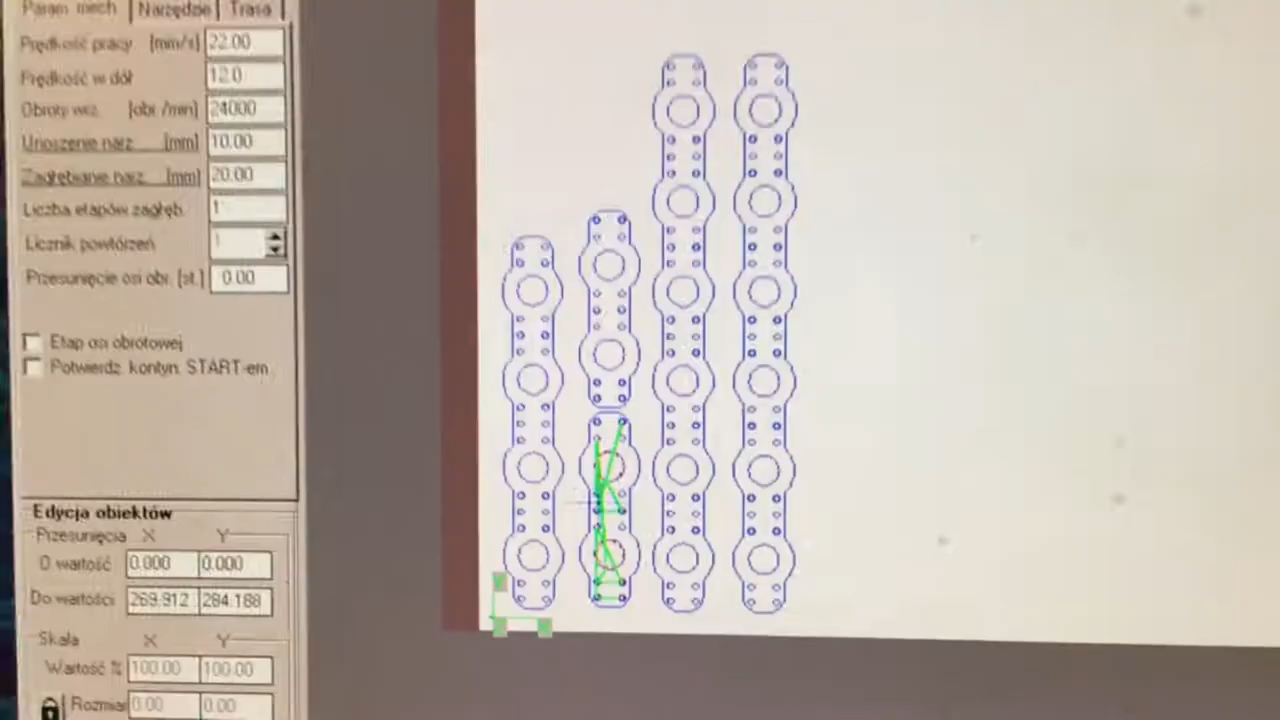 Param. mech Narzędzie Trasa
Prędkość pracy [mm/s] 22.00
Prędkość w dół 12.0
Obroty wrz. [obr./min] 24000
Unoszenie narz. [mm] 10.00
Zagłębianie narz. [mm] 20.00
Liczba etapów zagłęb. 1
Licznik powtórzeń 1
Przesunięcie osi obr. [st.] 0.00
Etap osi obrotowej
Potwierdz. kontyn. START-em
Edycja obiektów
Przesunięcia X Y
O wartość 0.000 0.000
Do wartości 269.912 284.188
Skala X Y
Wartość % 100.00 100.00
Rozmiar 0.00 0.00